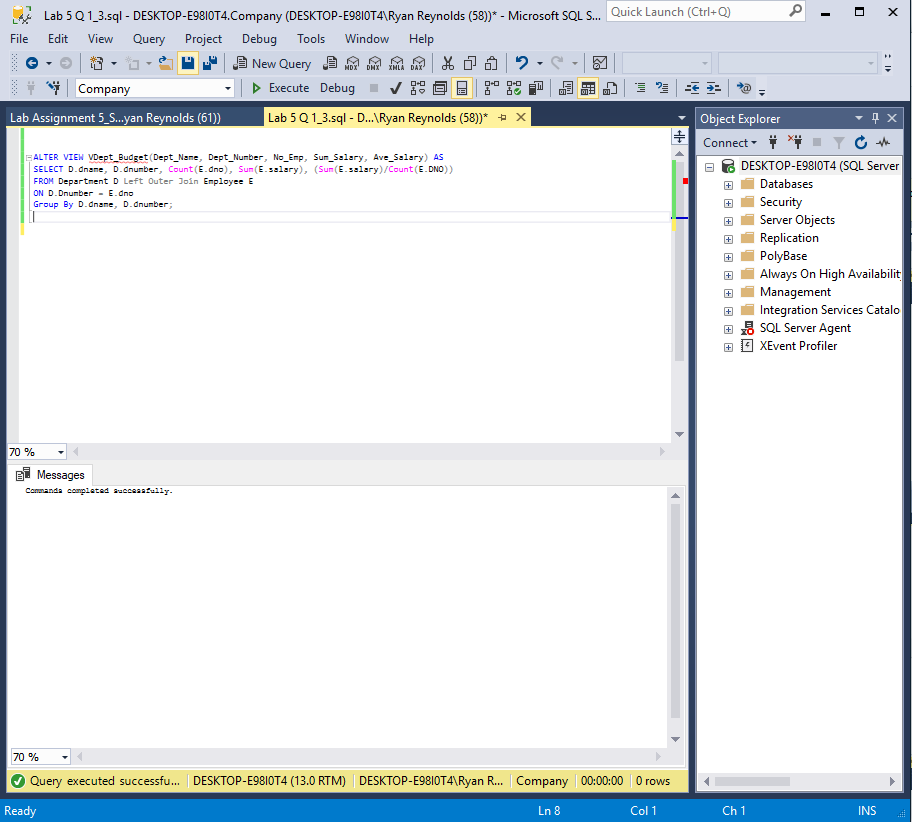 Lab 5 Q 1_3.sql - DESKTOP-E98I0T4.Company (DESKTOP-E98I0T4\Ryan Reynolds (58))* - Microsoft SQL S...
Quick Launch (Ctrl+Q)
File Edit View Query Project Debug Tools Window Help
New Query MDX DMX XMLA DAX
Company Execute Debug
Lab Assignment 5_S...yan Reynolds (61)) Lab 5 Q 1_3.sql - D...\Ryan Reynolds (58))*
ALTER VIEW VDept_Budget(Dept_Name, Dept_Number, No_Emp, Sum_Salary, Ave_Salary) AS
SELECT D.dname, D.dnumber, Count(E.dno), Sum(E.salary), (Sum(E.salary)/Count(E.DNO))
FROM Department D Left Outer Join Employee E
ON D.Dnumber = E.dno
Group By D.dname, D.dnumber;
70 %
Messages
Commands completed successfully.
70 %
Query executed successfu... DESKTOP-E98I0T4 (13.0 RTM) DESKTOP-E98I0T4\Ryan R... Company 00:00:00 0 rows
Object Explorer
Connect
DESKTOP-E98I0T4 (SQL Server
Databases
Security
Server Objects
Replication
PolyBase
Always On High Availability
Management
Integration Services Catalo
SQL Server Agent
XEvent Profiler
Ready Ln 8 Col 1 Ch 1 INS